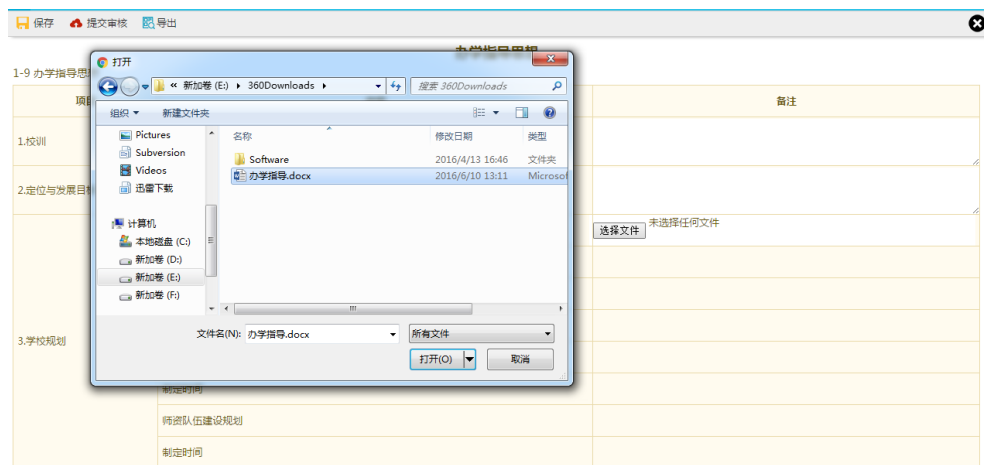 保存 提交审核 导出
办学指导思想
打开
1-9 办学指导思
« 新加卷 (E:) 360Downloads 搜索 360Downloads
项目 备注
组织 新建文件夹
Pictures 名称 修改日期 类型
1.校训
Subversion
Software 2016/4/13 16:46 文件夹
Videos
办学指导.docx 2016/6/10 13:11 Microsof
迅雷下载
2.定位与发展目标
计算机
未选择任何文件
选择文件
本地磁盘 (C:)
新加卷 (D:)
新加卷 (E:)
新加卷 (F:)
文件名(N): 办学指导.docx 所有文件
3.学校规划
打开(O) 取消
制定时间
师资队伍建设规划
制定时间